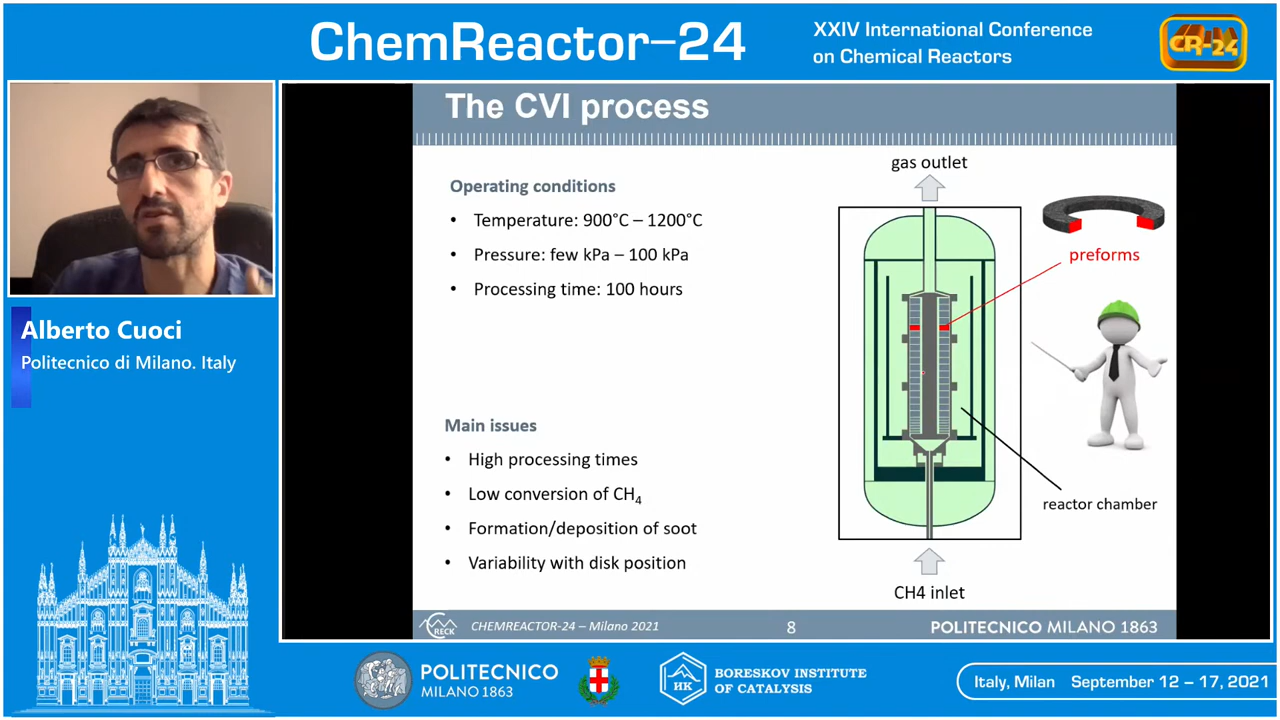 ChemReactor–24
XXIV International Conference
on Chemical Reactors
CR-24
The CVI process
Operating conditions
• Temperature: 900°C – 1200°C
• Pressure: few kPa – 100 kPa
• Processing time: 100 hours
Main issues
• High processing times
• Low conversion of CH4
• Formation/deposition of soot
• Variability with disk position
gas outlet
preforms
reactor chamber
CH4 inlet
Alberto Cuoci
Politecnico di Milano. Italy
RECK
CHEMREACTOR-24 – Milano 2021
8
POLITECNICO MILANO 1863
POLITECNICO
MILANO 1863
НК
BORESKOV INSTITUTE
OF CATALYSIS
Italy, Milan September 12 – 17, 2021